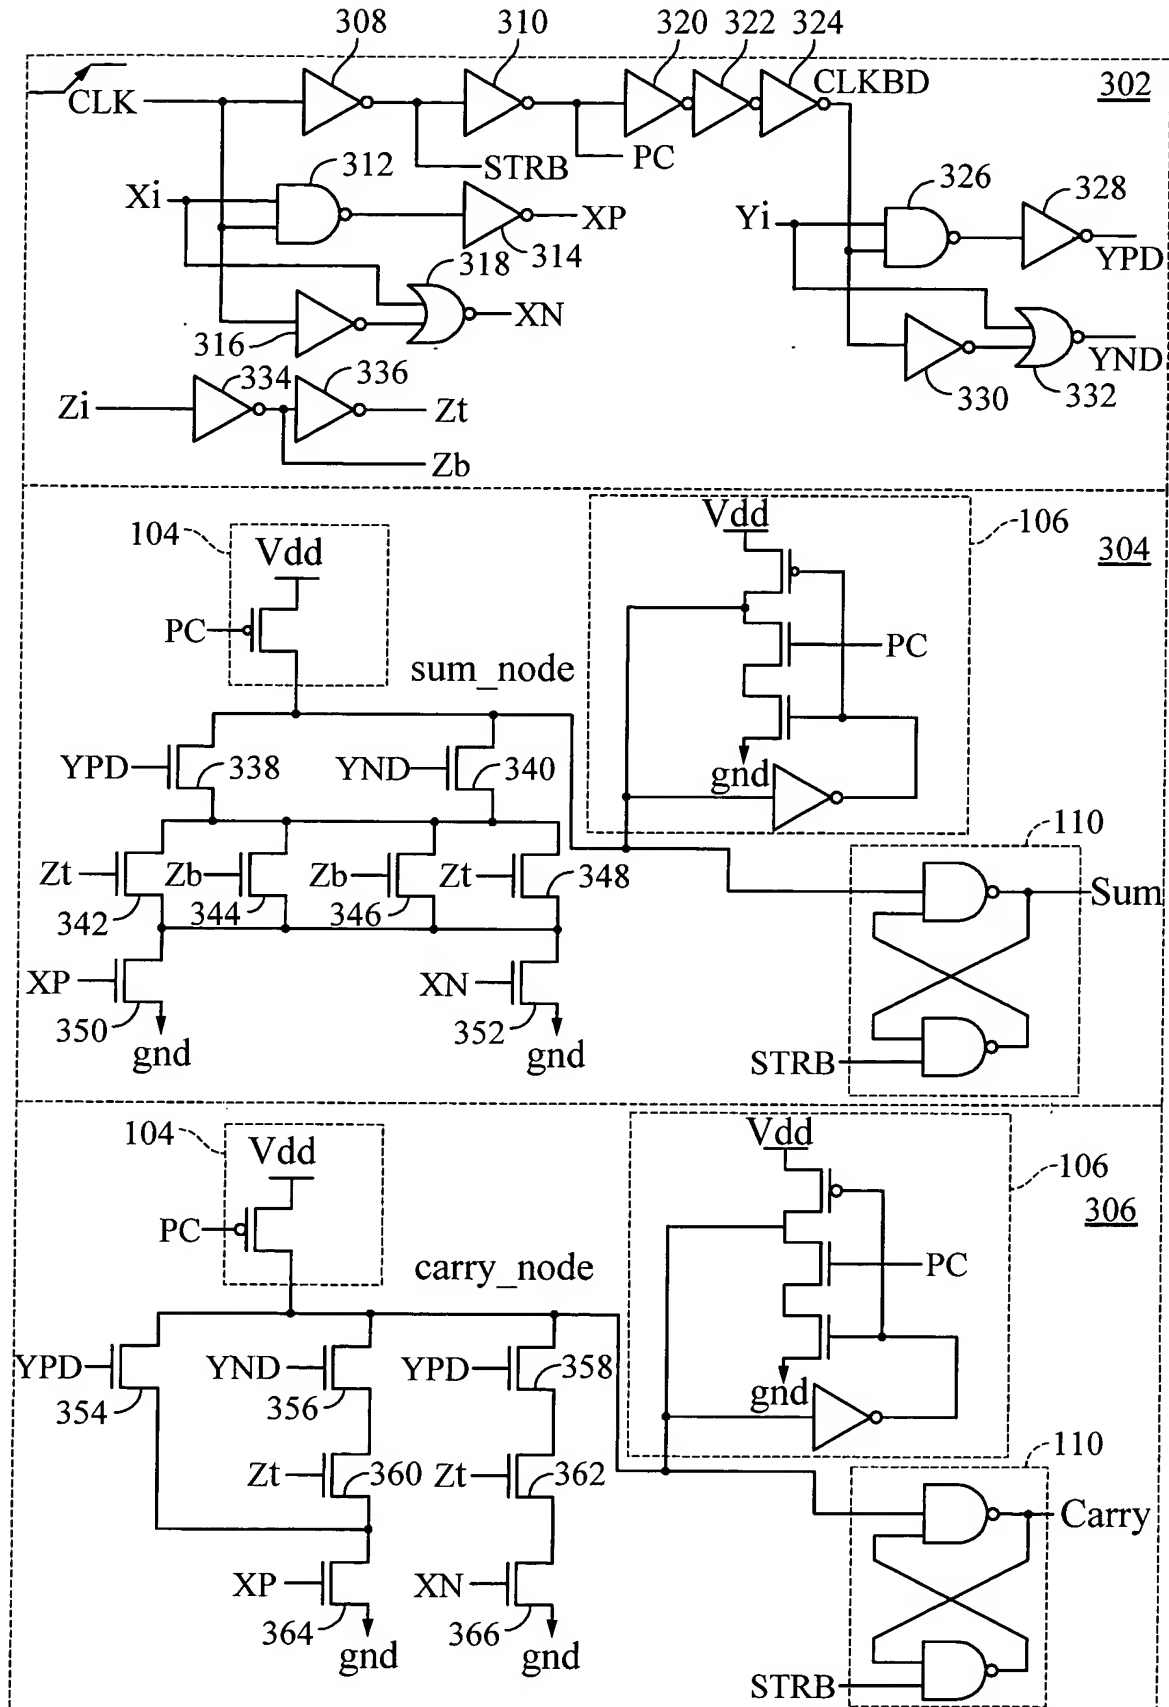 308 310 320 322 324
CLK CLKBD 302
STRB PC
312 326 328
Xi XP Yi YPD
314
318
XN
316 YND
334 336 330 332
Zi Zt
Zb
104 Vdd Vdd 106 304
PC PC
sum_node
YPD 338 YND 340 gnd
110
Zt Zb Zb Zt 348 Sum
342 344 346
XP XN
350 352
gnd gnd STRB
104 Vdd Vdd 106
306
PC PC
carry_node
YPD YND YPD 358 gnd
354 356
110
Zt 360 Zt 362
Carry
XP XN
364 366
gnd gnd STRB